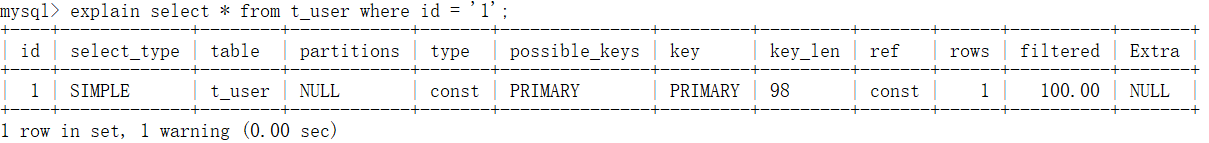 mysql> explain select * from t_user where id = '1';
+----+-------------+--------+------------+-------+---------------+---------+---------+-------+------+----------+-------+
| id | select_type | table  | partitions | type  | possible_keys | key     | key_len | ref   | rows | filtered | Extra |
+----+-------------+--------+------------+-------+---------------+---------+---------+-------+------+----------+-------+
|  1 | SIMPLE      | t_user | NULL       | const | PRIMARY       | PRIMARY | 98      | const |    1 |   100.00 | NULL  |
+----+-------------+--------+------------+-------+---------------+---------+---------+-------+------+----------+-------+
1 row in set, 1 warning (0.00 sec)